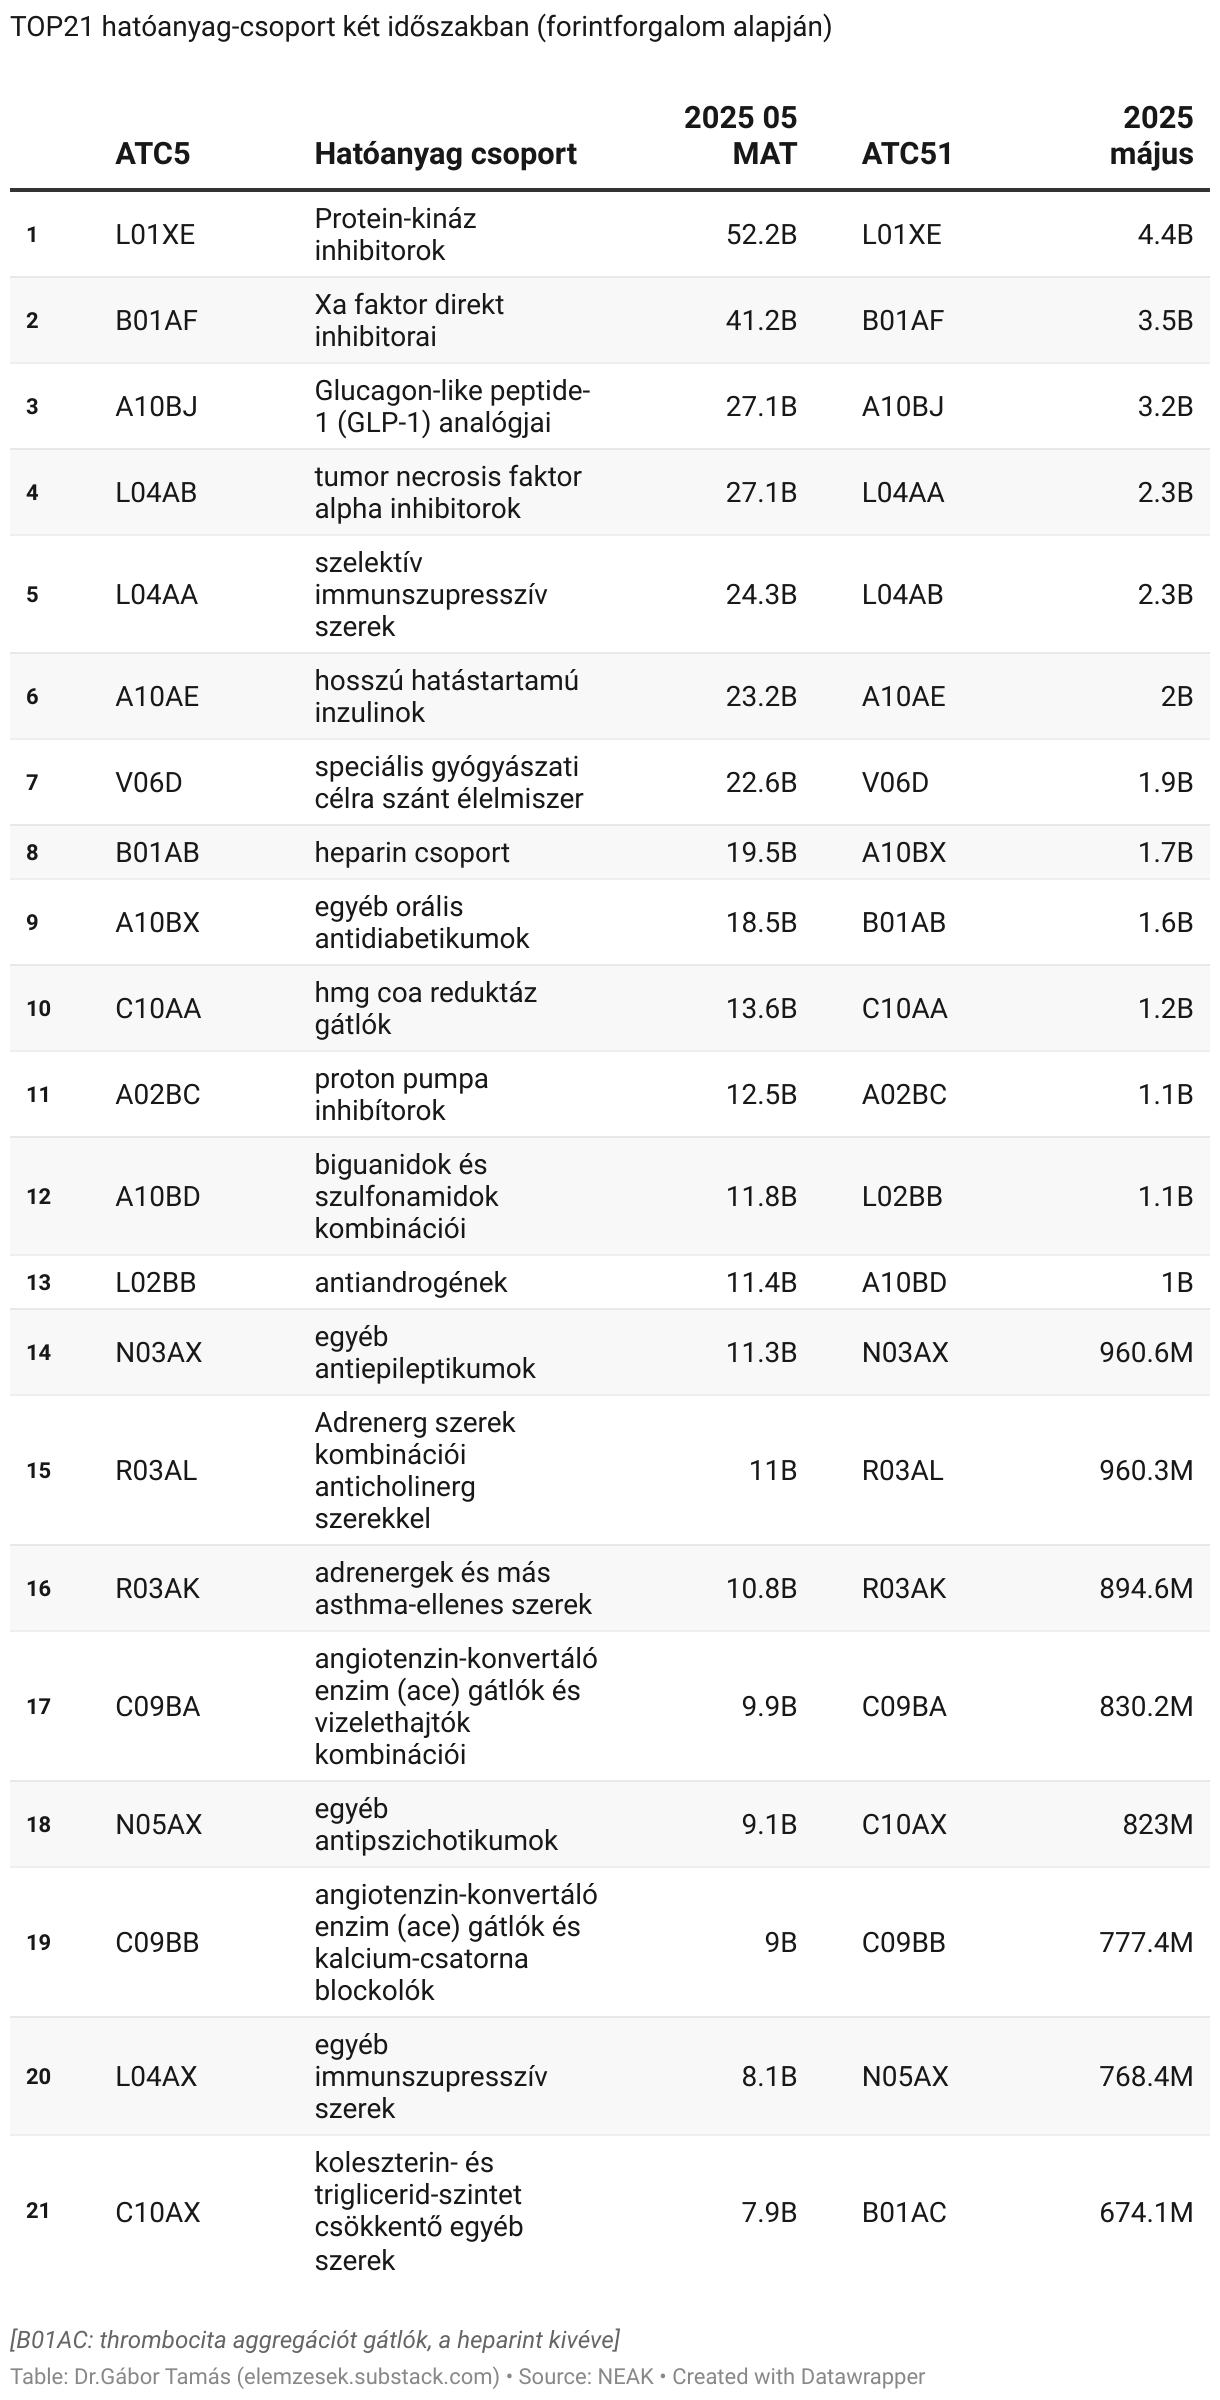 TOP21 hatóanyag-csoport két időszakban (forintforgalom alapján)
2025 05 2025
ATC5 Hatóanyag csoport MAT ATC51 május
Protein-kináz
1 L01XE 52.2B L01XE 4.4B
inhibitorok
Xa faktor direkt
2 B01AF 41.2B B01AF 3.5B
inhibitorai
Glucagon-like peptide-
3 A10BJ 27.1B A10BJ 3.2B
1 (GLP-1) analógjai
tumor necrosis faktor
4 L04AB 27.1B L04AA 2.3B
alpha inhibitorok
szelektív
5 L04AA immunszupresszív 24.3B L04AB 2.3B
szerek
hosszú hatástartamú
6 A10AE 23.2B A10AE 2B
inzulinok
speciális gyógyászati
7 V06D 22.6B V06D 1.9B
célra szánt élelmiszer
8 B01AB heparin csoport 19.5B A10BX 1.7B
egyéb orális
9 A10BX 18.5B B01AB 1.6B
antidiabetikumok
hmg coa reduktáz
10 C10AA 13.6B C10AA 1.2B
gátlók
proton pumpa
11 A02BC 12.5B A02BC 1.1B
inhibítorok
biguanidok és
12 A10BD szulfonamidok 11.8B L02BB 1.1B
kombinációi
13 L02BB antiandrogének 11.4B A10BD 1B
egyéb
14 N03AX 11.3B N03AX 960.6M
antiepileptikumok
Adrenerg szerek
kombinációi
15 R03AL 11B R03AL 960.3M
anticholinerg
szerekkel
adrenergek és más
16 R03AK 10.8B R03AK 894.6M
asthma-ellenes szerek
angiotenzin-konvertáló
enzim (ace) gátlók és
17 C09BA 9.9B C09BA 830.2M
vizelethajtók
kombinációi
egyéb
18 N05AX 9.1B C10AX 823M
antipszichotikumok
angiotenzin-konvertáló
enzim (ace) gátlók és
19 C09BB 9B C09BB 777.4M
kalcium-csatorna
blockolók
egyéb
20 L04AX immunszupresszív 8.1B N05AX 768.4M
szerek
koleszterin- és
triglicerid-szintet
21 C10AX 7.9B B01AC 674.1M
csökkentő egyéb
szerek
[B01AC: thrombocita aggregációt gátlók, a heparint kivéve]
Table: Dr.Gábor Tamás (elemzesek.substack.com) • Source: NEAK • Created with Datawrapper